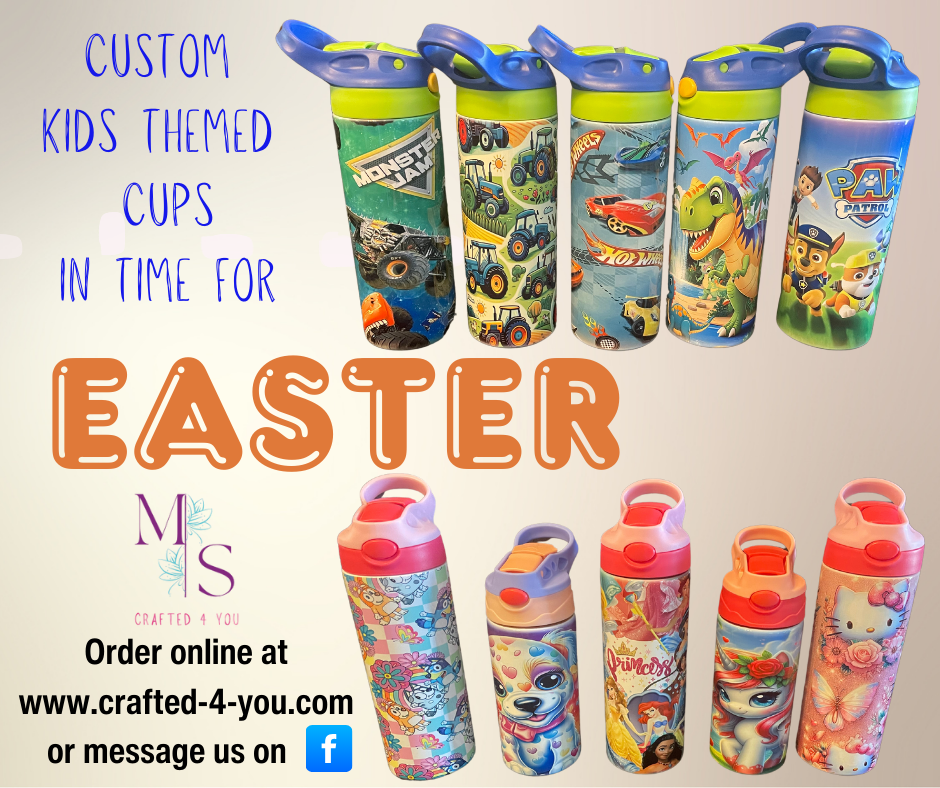 CUSTOM
KIDS THEMED
CUPS
IN TIME FOR
MONSTER
JAM
WHEELS
HOT WHEEL
PAW
PATROL
EASTER
M S
CRAFTED 4 YOU
Princess
Order online at
www.crafted-4-you.com
or message us on f